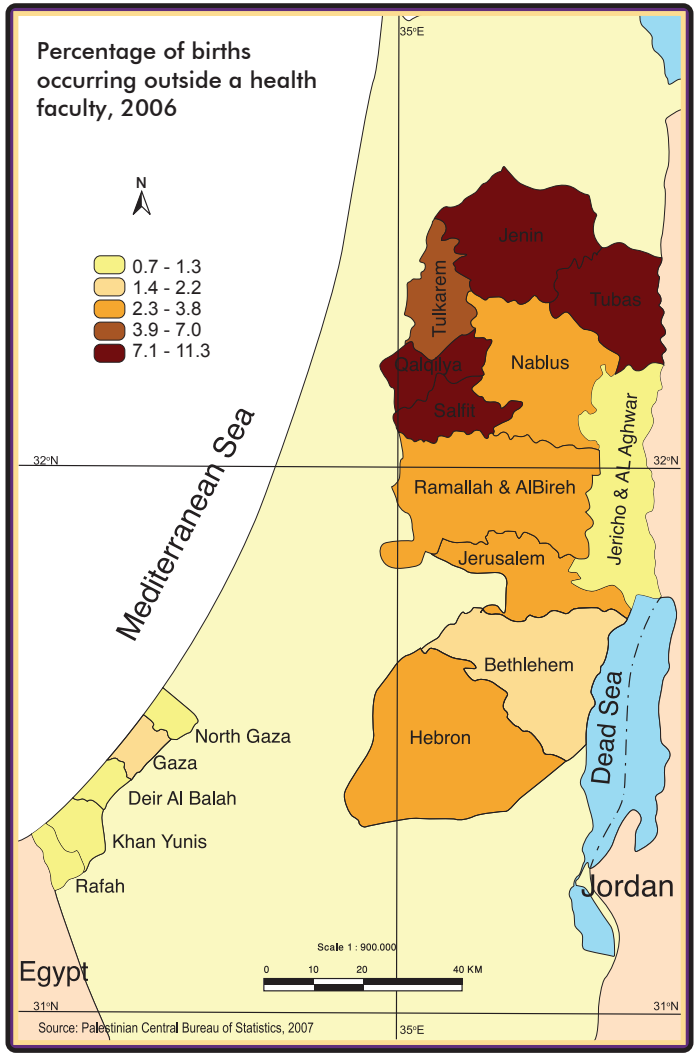 Percentage of births
occurring outside a health
faculty, 2006
35°E
N
0.7 - 1.3
1.4 - 2.2
2.3 - 3.8
3.9 - 7.0
7.1 - 11.3
Jenin
Tubas
Tulkarem
Qalqilya
Nablus
Salfit
Jericho & AL Aghwar
Mediterranean Sea
32°N
32°N
Ramallah & AlBireh
Jerusalem
Bethlehem
Hebron
Dead Sea
North Gaza
Gaza
Deir Al Balah
Khan Yunis
Rafah
Jordan
Egypt
Scale 1 : 900.000
0 10 20 40 KM
31°N
31°N
Source: Palestinian Central Bureau of Statistics, 2007
35°E